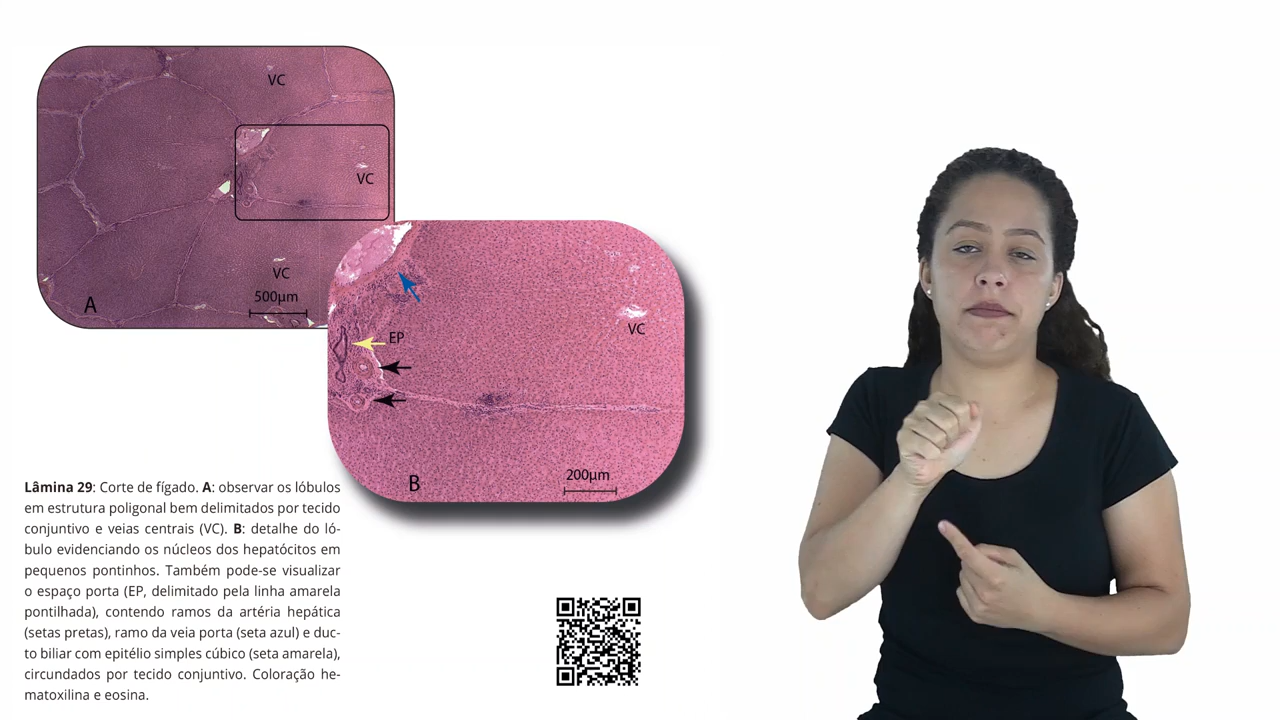 VC
VC
VC
500µm
A
EP
VC
200µm
B
Lâmina 29: Corte de fígado. A: observar os lóbulos
em estrutura poligonal bem delimitados por tecido
conjuntivo e veias centrais (VC). B: detalhe do ló-
bulo evidenciando os núcleos dos hepatócitos em
pequenos pontinhos. Também pode-se visualizar
o espaço porta (EP, delimitado pela linha amarela
pontilhada), contendo ramos da artéria hepática
(setas pretas), ramo da veia porta (seta azul) e duc-
to biliar com epitélio simples cúbico (seta amarela),
circundados por tecido conjuntivo. Coloração he-
matoxilina e eosina.